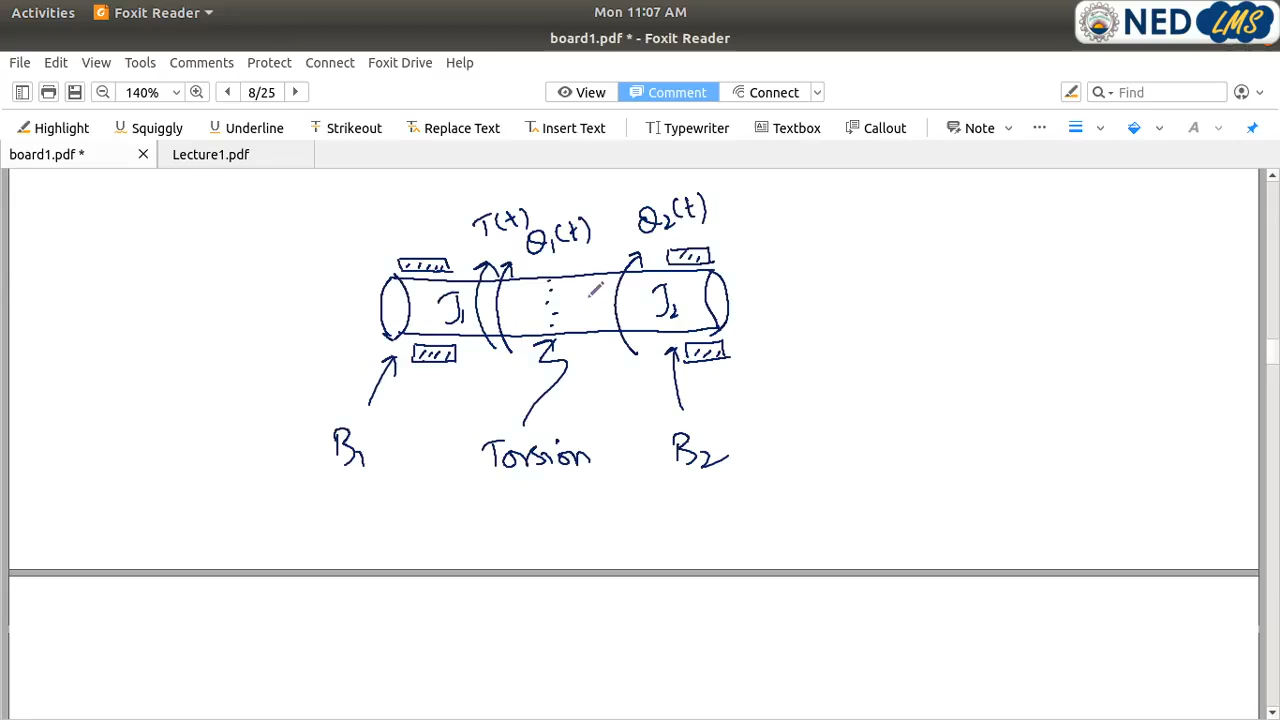 Activities Foxit Reader Mon 11:07 AM
board1.pdf * - Foxit Reader
NED LMS
File Edit View Tools Comments Protect Connect Foxit Drive Help
140% 8/25 View Comment Connect Find
Highlight Squiggly Underline Strikeout Replace Text Insert Text Typewriter Textbox Callout Note
board1.pdf * Lecture1.pdf
T(t) θ1(t) θ2(t)
J1 J2
B1 Torsion B2